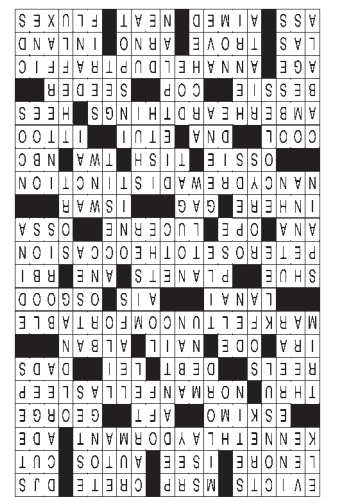 EVICTS MSRP CRETE DJS
LENORE ISEE AUTOS CUT
KENNETHLAYDORMANT ADE
ESKIMO AFT GEORGE
THRU NORMANFELLASLEEP
REELS DEBT LEI DADS
IRA ODE NAIL ALBAN
MARKFELTUNCOMFORTABLE
LANAI AIS OSGOOD
SHUE PLANETS ANE RBI
PETEROSETOTHEOCCASION
ANA OPE LUCERNE OSSA
INHERE GAG ISWAR
NANCYDREWADISTINCTION
OSSIE TISH TWA NBC
COOL DNA ETUI ITTOO
AMBERHEARDTHINGS HEES
BESSIE COP SEEDER
AGE ANNAHELDUPTRAFFIC
LAS TROVE ARNO INLAND
ASS AIMED NEAT FLUXES